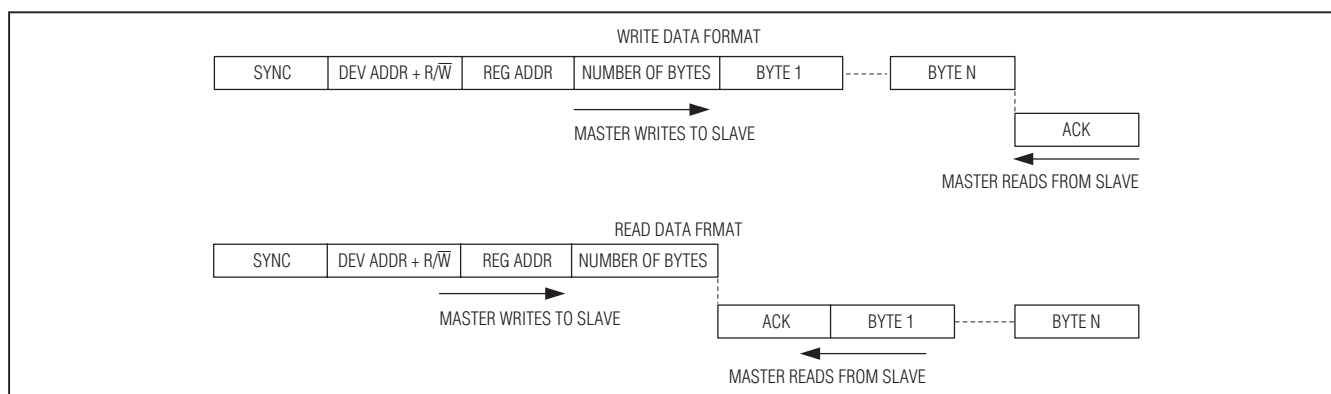 WRITE DATA FORMAT
SYNC DEV ADDR + R/W̅ REG ADDR NUMBER OF BYTES BYTE 1 BYTE N
MASTER WRITES TO SLAVE
ACK
MASTER READS FROM SLAVE
READ DATA FRMAT
SYNC DEV ADDR + R/W̅ REG ADDR NUMBER OF BYTES
MASTER WRITES TO SLAVE
ACK BYTE 1 BYTE N
MASTER READS FROM SLAVE